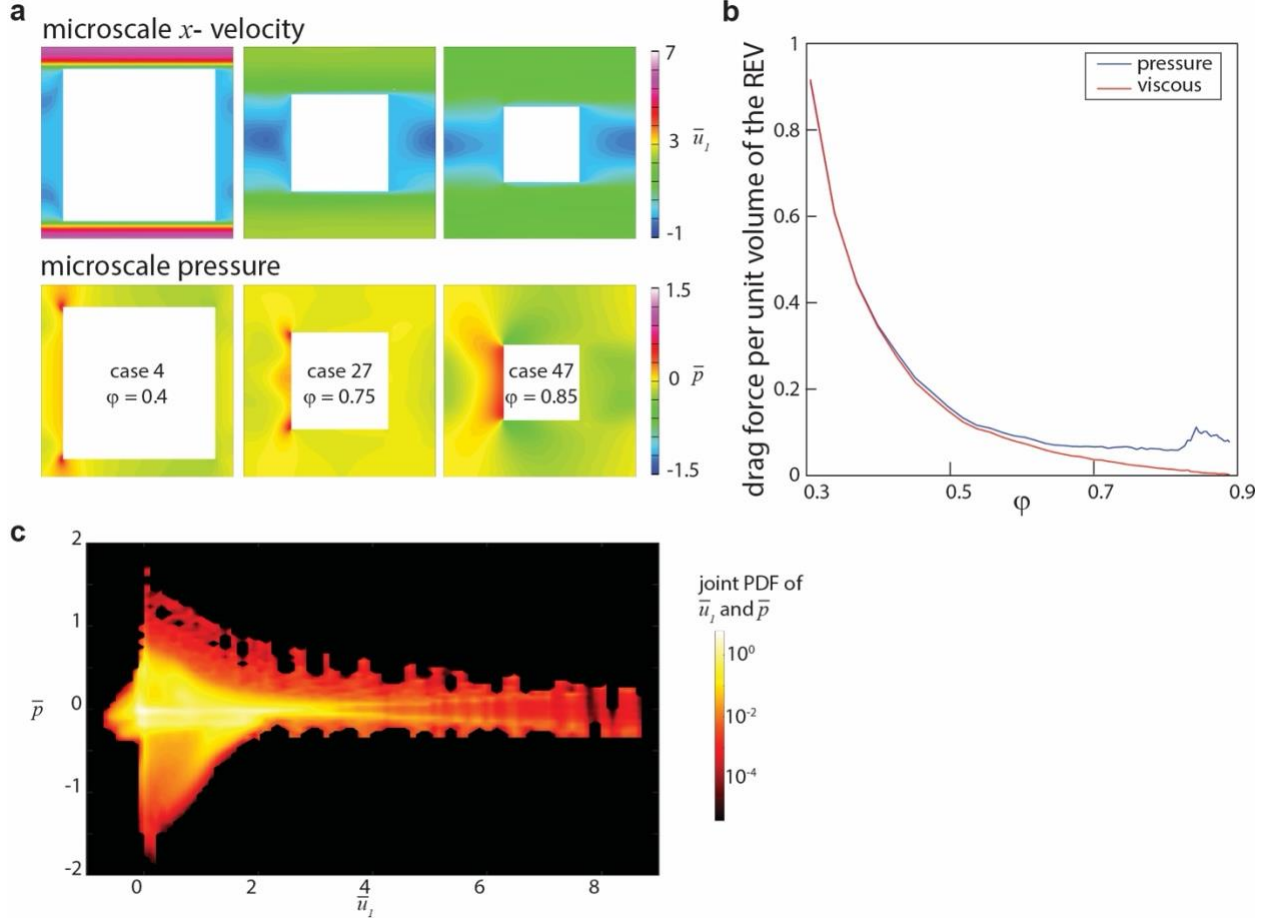 a
microscale x- velocity
7
3
ū₁
-1
microscale pressure
case 4
φ = 0.4
case 27
φ = 0.75
case 47
φ = 0.85
1.5
0
p̅
-1.5
b
drag force per unit volume of the REV
1
0.8
0.6
0.4
0.2
0
pressure
viscous
0.3
0.5
0.7
0.9
φ
c
2
1
0
-1
-2
p̅
0
2
4
6
8
ū₁
joint PDF of
ū₁ and p̅
10⁰
10⁻²
10⁻⁴